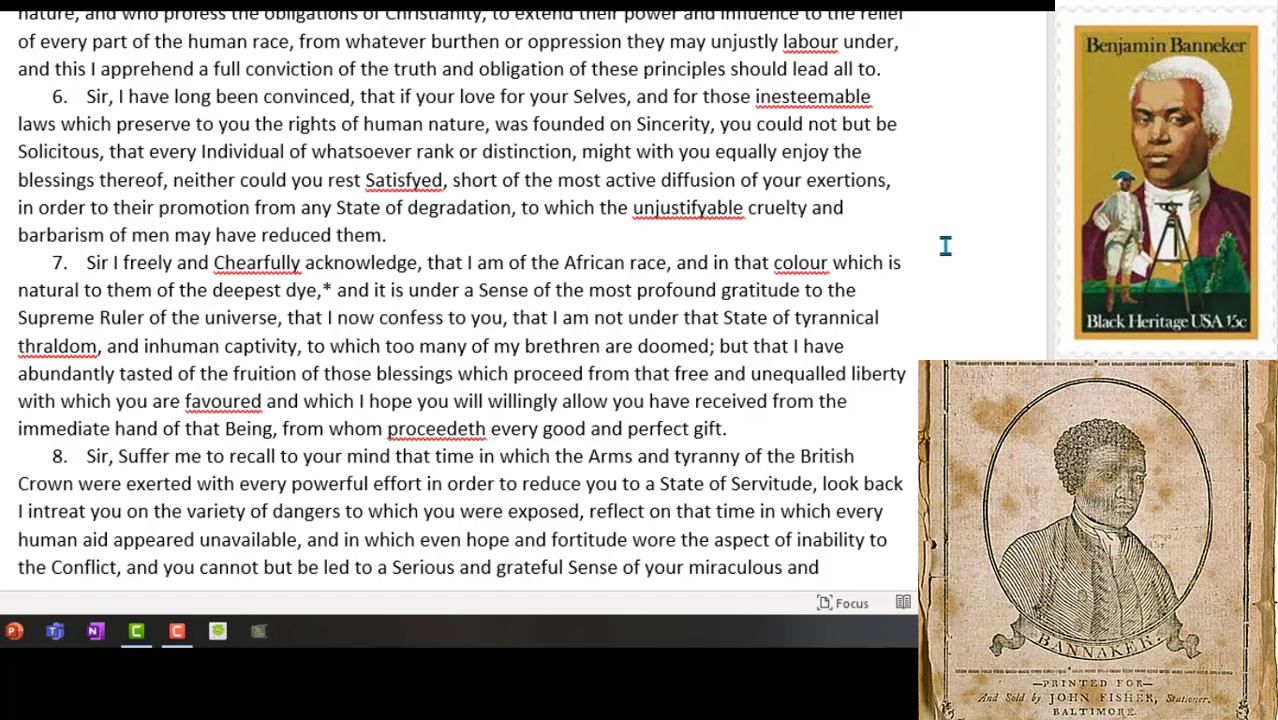 nature, and who profess the obligations of Christianity, to extend their power and influence to the relief
of every part of the human race, from whatever burthen or oppression they may unjustly labour under,
and this I apprehend a full conviction of the truth and obligation of these principles should lead all to.
6. Sir, I have long been convinced, that if your love for your Selves, and for those inesteemable
laws which preserve to you the rights of human nature, was founded on Sincerity, you could not but be
Solicitous, that every Individual of whatsoever rank or distinction, might with you equally enjoy the
blessings thereof, neither could you rest Satisfyed, short of the most active diffusion of your exertions,
in order to their promotion from any State of degradation, to which the unjustifyable cruelty and
barbarism of men may have reduced them.
7. Sir I freely and Chearfully acknowledge, that I am of the African race, and in that colour which is
natural to them of the deepest dye,* and it is under a Sense of the most profound gratitude to the
Supreme Ruler of the universe, that I now confess to you, that I am not under that State of tyrannical
thraldom, and inhuman captivity, to which too many of my brethren are doomed; but that I have
abundantly tasted of the fruition of those blessings which proceed from that free and unequalled liberty
with which you are favoured and which I hope you will willingly allow you have received from the
immediate hand of that Being, from whom proceedeth every good and perfect gift.
8. Sir, Suffer me to recall to your mind that time in which the Arms and tyranny of the British
Crown were exerted with every powerful effort in order to reduce you to a State of Servitude, look back
I intreat you on the variety of dangers to which you were exposed, reflect on that time in which every
human aid appeared unavailable, and in which even hope and fortitude wore the aspect of inability to
the Conflict, and you cannot but be led to a Serious and grateful Sense of your miraculous and
Focus
Benjamin Banneker
Black Heritage USA 15c
BANNAKER.
—PRINTED FOR—
And Sold by JOHN FISHER, Stationer.
BALTIMORE.